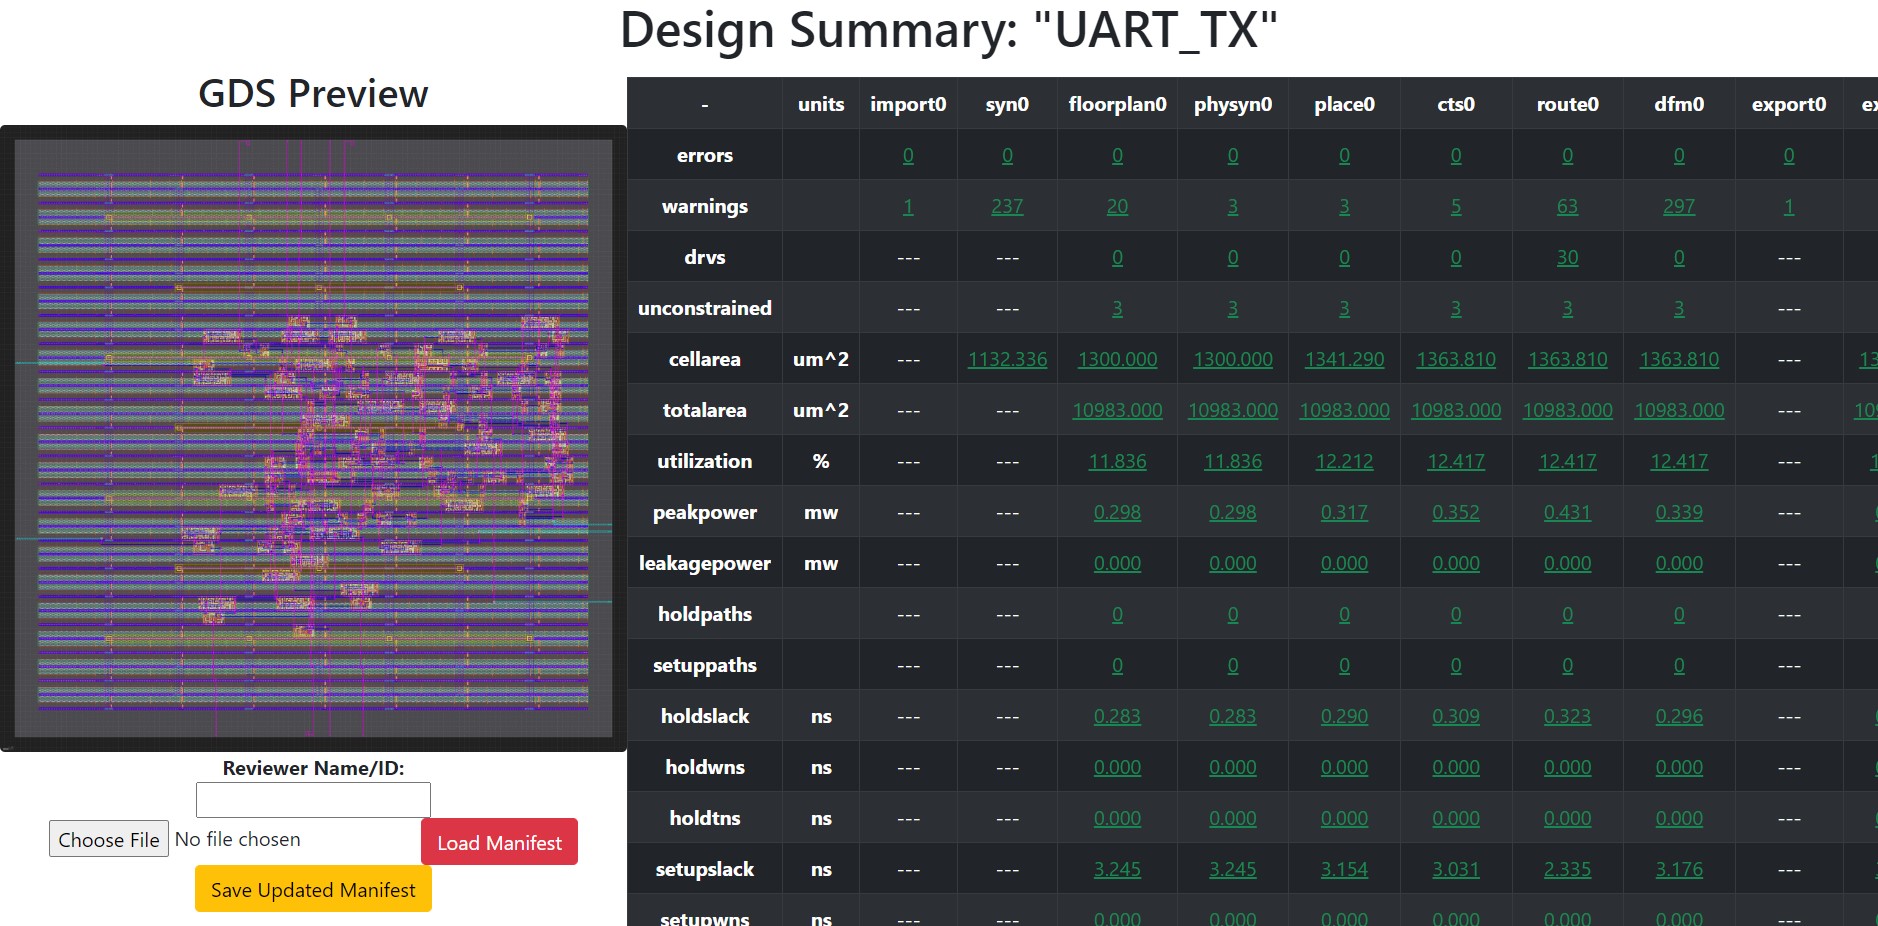 Design Summary: "UART_TX"
GDS Preview
- units import0 syn0 floorplan0 physyn0 place0 cts0 route0 dfm0 export0 ex
errors 0 0 0 0 0 0 0 0 0
warnings 1 237 20 3 3 5 63 297 1
drvs --- --- 0 0 0 0 30 0 ---
unconstrained --- --- 3 3 3 3 3 3 ---
cellarea um^2 --- 1132.336 1300.000 1300.000 1341.290 1363.810 1363.810 1363.810 --- 13
totalarea um^2 --- --- 10983.000 10983.000 10983.000 10983.000 10983.000 10983.000 --- 109
utilization % --- --- 11.836 11.836 12.212 12.417 12.417 12.417 --- 1
peakpower mw --- --- 0.298 0.298 0.317 0.352 0.431 0.339 ---
leakagepower mw --- --- 0.000 0.000 0.000 0.000 0.000 0.000 ---
holdpaths --- --- 0 0 0 0 0 0 ---
setuppaths --- --- 0 0 0 0 0 0 ---
holdslack ns --- --- 0.283 0.283 0.290 0.309 0.323 0.296 ---
holdwns ns --- --- 0.000 0.000 0.000 0.000 0.000 0.000 ---
holdtns ns --- --- 0.000 0.000 0.000 0.000 0.000 0.000 ---
setupslack ns --- --- 3.245 3.245 3.154 3.031 2.335 3.176 ---
setupwns ns --- --- 0.000 0.000 0.000 0.000 0.000 0.000 ---
Reviewer Name/ID:
Choose File No file chosen Load Manifest
Save Updated Manifest